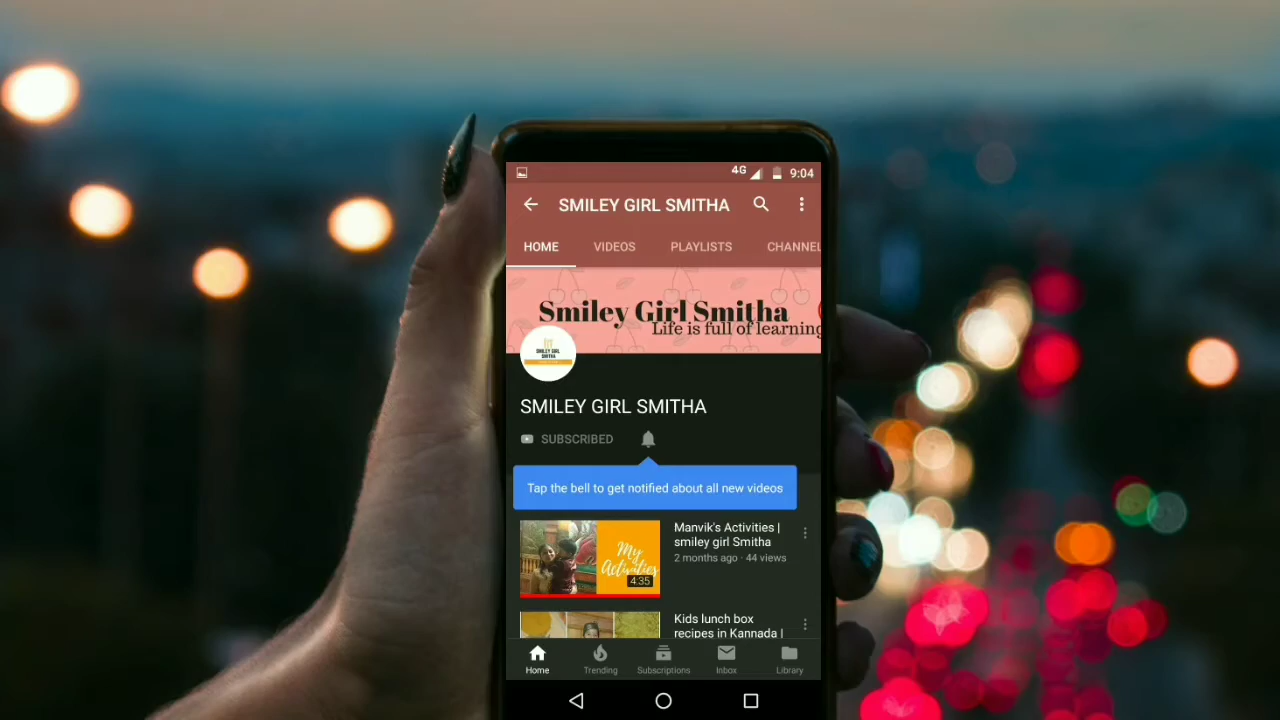 4G 9:04
SMILEY GIRL SMITHA
HOME VIDEOS PLAYLISTS CHANNEL
Smiley Girl Smitha
Life is full of learning
SMILEY GIRL
SMITHA
SMILEY GIRL SMITHA
SUBSCRIBED
Tap the bell to get notified about all new videos
My
Activities
4:35
Manvik's Activities |
smiley girl Smitha
2 months ago · 44 views
Kids lunch box
recipes in Kannada |
Home Trending Subscriptions Inbox Library